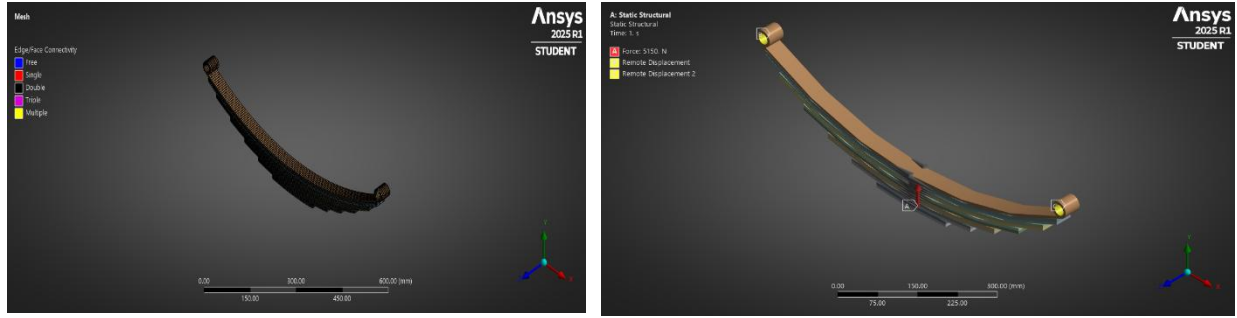 Mesh
Edge/Face Connectivity
Free
Single
Double
Triple
Multiple
Ansys
2025 R1
STUDENT
0.00
300.00
600.00 (mm)
150.00
450.00
A: Static Structural
Static Structural
Time: 1. s
A Force: 5150. N
Remote Displacement
Remote Displacement 2
Ansys
2025 R1
STUDENT
A
0.00
150.00
300.00 (mm)
75.00
225.00